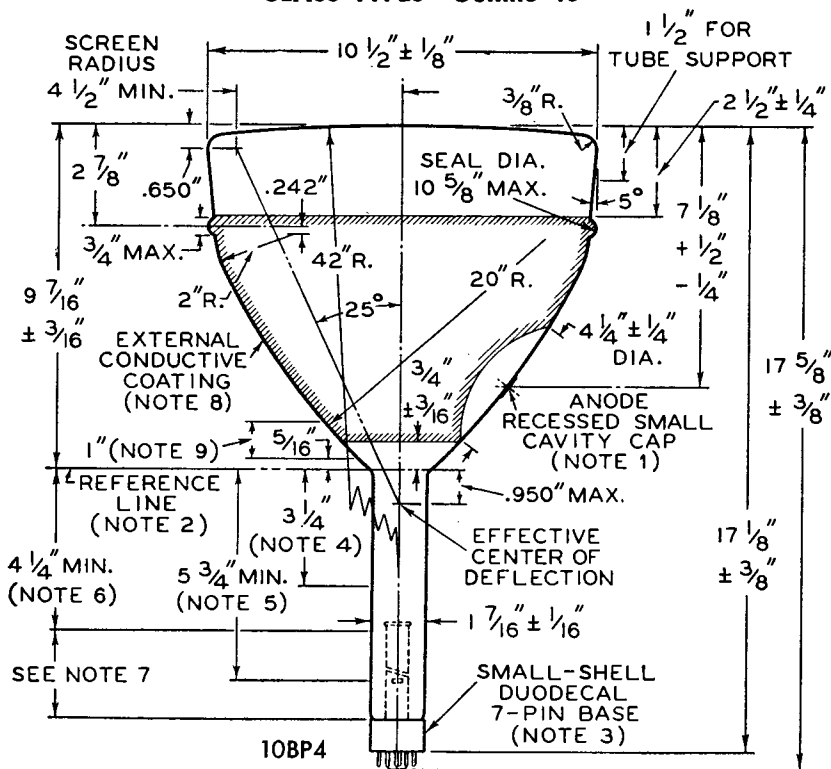 SCREEN
RADIUS
4 1/2" MIN.
10 1/2" ± 1/8"
1 1/2" FOR
TUBE SUPPORT
3/8" R.
2 1/2" ± 1/4"
2 7/8"
.650"
.242"
SEAL DIA.
10 5/8" MAX.
5°
7 1/8"
+ 1/2"
- 1/4"
3/4" MAX.
42" R.
20" R.
2" R.
25°
9 7/16"
± 3/16"
EXTERNAL
CONDUCTIVE
COATING
(NOTE 8)
4 1/4" ± 1/4"
DIA.
3/4"
± 3/16"
17 5/8"
± 3/8"
ANODE
RECESSED SMALL
CAVITY CAP
(NOTE 1)
1" (NOTE 9)
5/16"
REFERENCE
LINE
(NOTE 2)
.950" MAX.
3 1/4"
(NOTE 4)
EFFECTIVE
CENTER OF
DEFLECTION
17 1/8"
± 3/8"
4 1/4" MIN.
(NOTE 6)
5 3/4" MIN.
(NOTE 5)
1 7/16" ± 1/16"
SEE NOTE 7
SMALL-SHELL
DUODECAL
7-PIN BASE
(NOTE 3)
10BP4